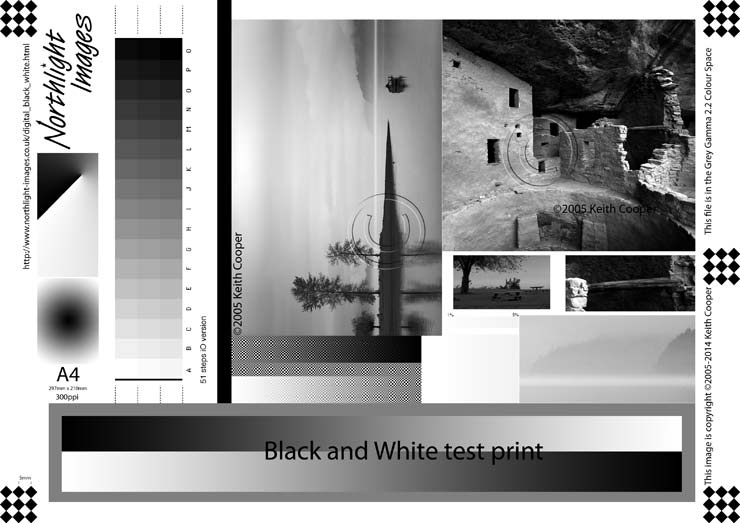 Northlight
Images
http://www.northlight-images.co.uk/digital_black_white.html
A4
297mm x 210mm
300ppi
5mm
O
P
O
N
M
L
K
J
I
H
G
F
E
D
C
B
A
51 steps iO version
©2005 Keith Cooper
©2005 Keith Cooper
1%
5%
This file is in the Grey Gamma 2.2 Colour Space
This image is copyright ©2005-2014 Keith Cooper
Black and White test print